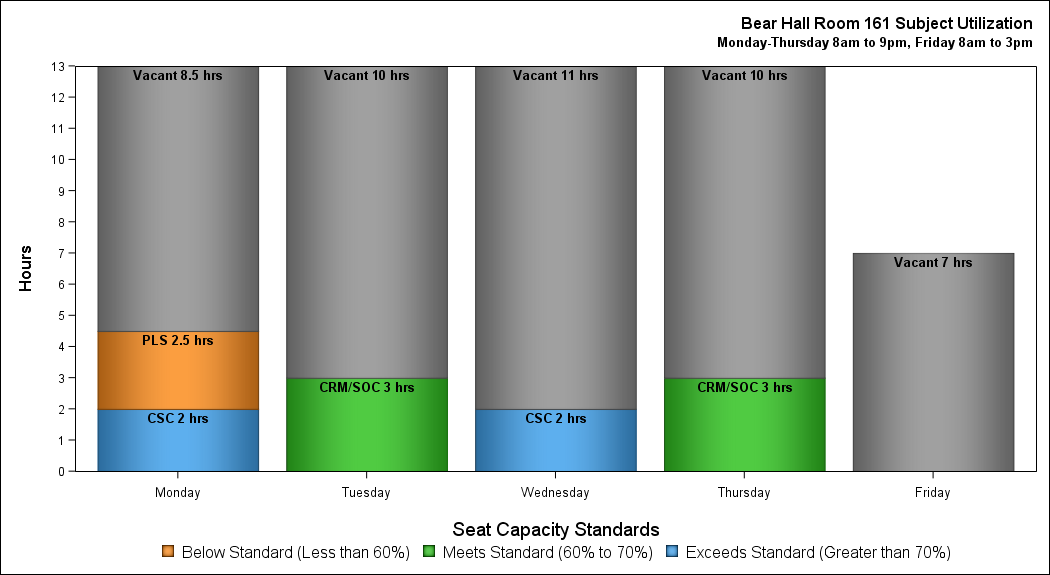 Bear Hall Room 161 Subject Utilization
Monday-Thursday 8am to 9pm, Friday 8am to 3pm
Hours
13
12
11
10
9
8
7
6
5
4
3
2
1
0
Vacant 8.5 hrs
PLS 2.5 hrs
CSC 2 hrs
Vacant 10 hrs
CRM/SOC 3 hrs
Vacant 11 hrs
CSC 2 hrs
Vacant 10 hrs
CRM/SOC 3 hrs
Vacant 7 hrs
Monday Tuesday Wednesday Thursday Friday
Seat Capacity Standards
Below Standard (Less than 60%) Meets Standard (60% to 70%) Exceeds Standard (Greater than 70%)